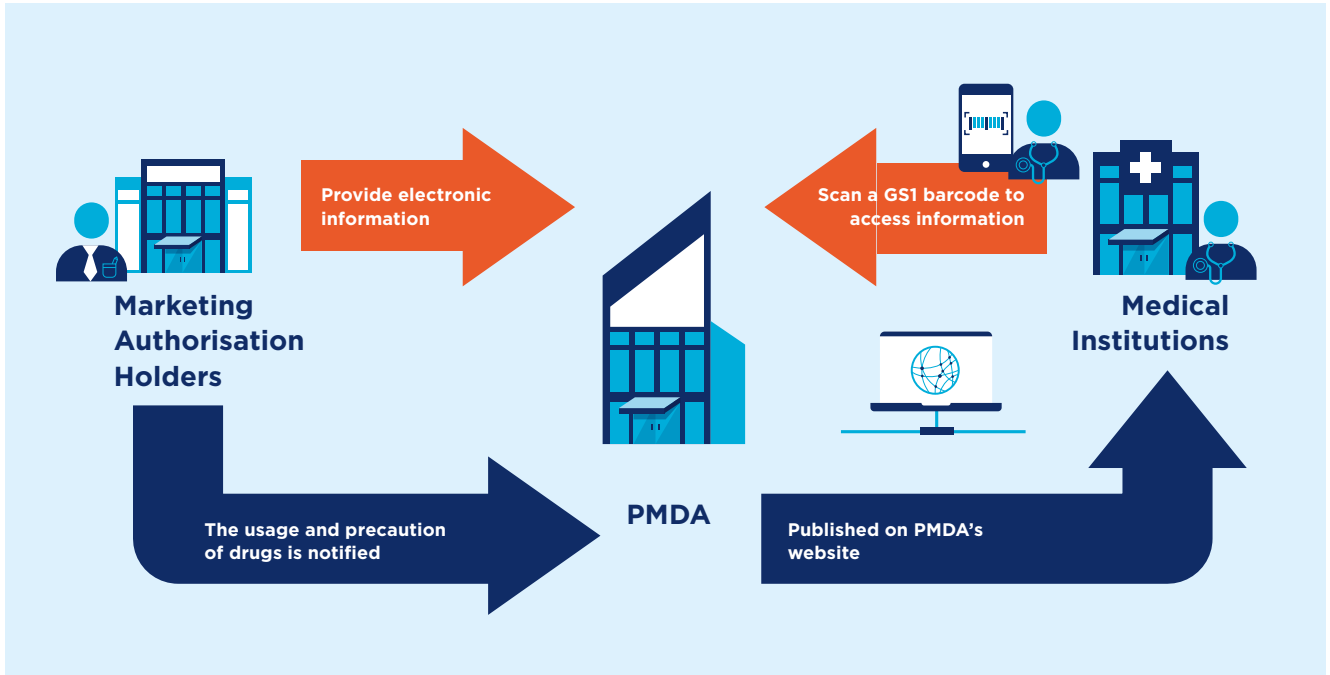 Provide electronic
information
Scan a GS1 barcode to
access information
Marketing
Authorisation
Holders
Medical
Institutions
The usage and precaution
of drugs is notified
PMDA
Published on PMDA’s
website